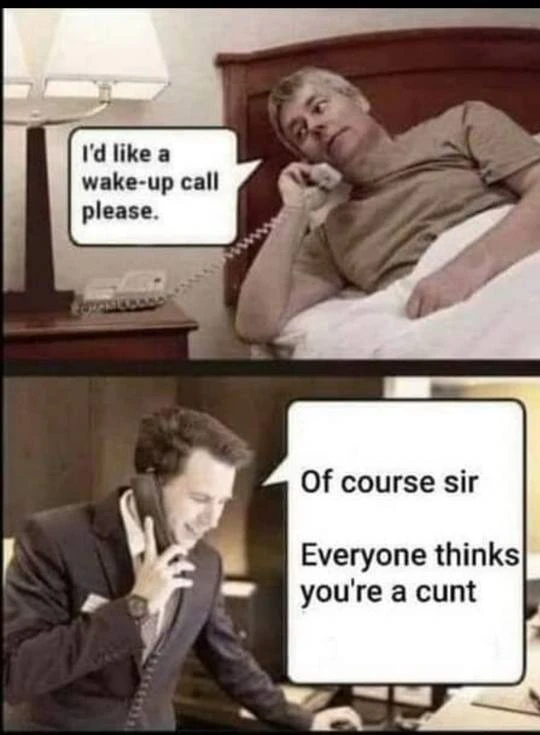 I'd like a
wake-up call
please.
Of course sir
Everyone thinks
you're a cunt